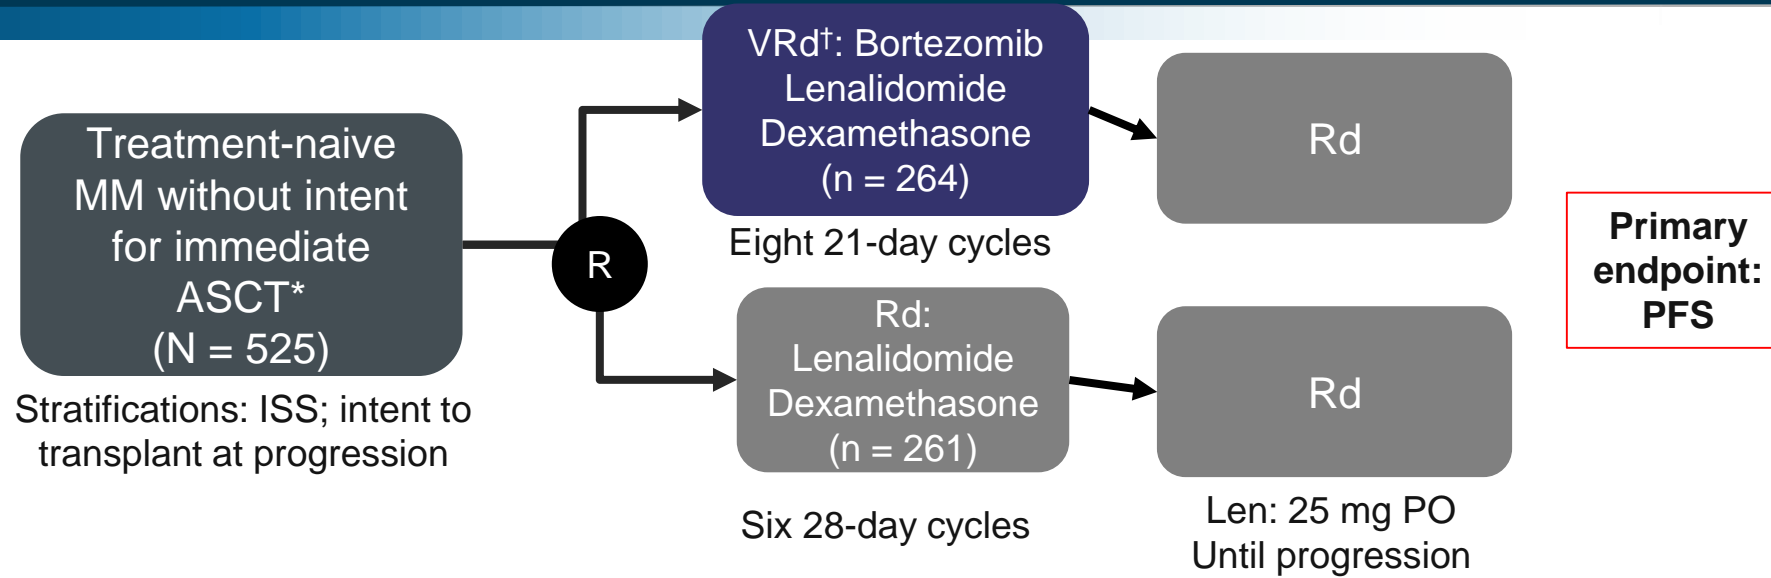 Treatment-naive
MM without intent
for immediate
ASCT*
(N = 525)
Stratifications: ISS; intent to
transplant at progression
R
VRd†: Bortezomib
Lenalidomide
Dexamethasone
(n = 264)
Eight 21-day cycles
Rd
Rd:
Lenalidomide
Dexamethasone
(n = 261)
Six 28-day cycles
Rd
Len: 25 mg PO
Until progression
Primary
endpoint:
PFS